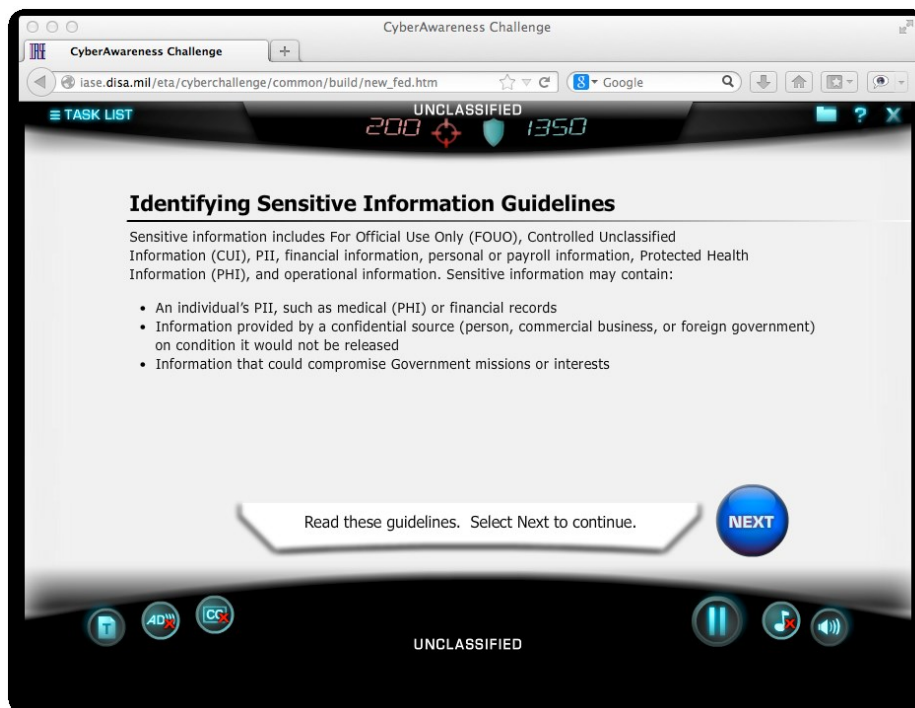 CyberAwareness Challenge
CyberAwareness Challenge
iase.disa.mil/eta/cyberchallenge/common/build/new_fed.htm
Google
TASK LIST
UNCLASSIFIED
200 1350
? X
Identifying Sensitive Information Guidelines
Sensitive information includes For Official Use Only (FOUO), Controlled Unclassified
Information (CUI), PII, financial information, personal or payroll information, Protected Health
Information (PHI), and operational information. Sensitive information may contain:
• An individual's PII, such as medical (PHI) or financial records
• Information provided by a confidential source (person, commercial business, or foreign government)
on condition it would not be released
• Information that could compromise Government missions or interests
Read these guidelines. Select Next to continue.
NEXT
T
AD
CC
UNCLASSIFIED